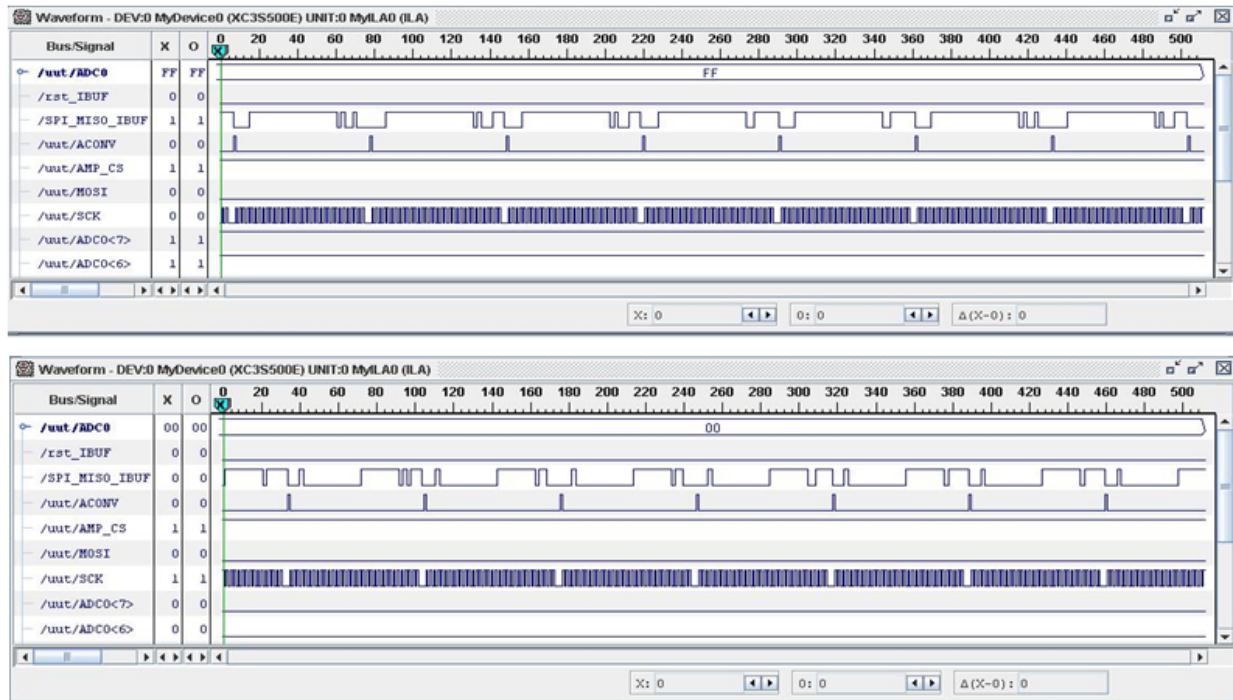 Waveform - DEV:0 MyDevice0 (XC3S500E) UNIT:0 MyILA0 (ILA)
Bus/Signal X O 0 20 40 60 80 100 120 140 160 180 200 220 240 260 280 300 320 340 360 380 400 420 440 460 480 500
X
/uut/ADC0 FF FF FF
/rst_IBUF 0 0
/SPI_MISO_IBUF 1 1
/uut/ACONV 0 0
/uut/AMP_CS 1 1
/uut/MOSI 0 0
/uut/SCK 0 0
/uut/ADC0<7> 1 1
/uut/ADC0<6> 1 1
X: 0 O: 0 Δ(X-O): 0
Waveform - DEV:0 MyDevice0 (XC3S500E) UNIT:0 MyILA0 (ILA)
Bus/Signal X O 0 20 40 60 80 100 120 140 160 180 200 220 240 260 280 300 320 340 360 380 400 420 440 460 480 500
X
/uut/ADC0 00 00 00
/rst_IBUF 0 0
/SPI_MISO_IBUF 0 0
/uut/ACONV 0 0
/uut/AMP_CS 1 1
/uut/MOSI 0 0
/uut/SCK 1 1
/uut/ADC0<7> 0 0
/uut/ADC0<6> 0 0
X: 0 O: 0 Δ(X-O): 0